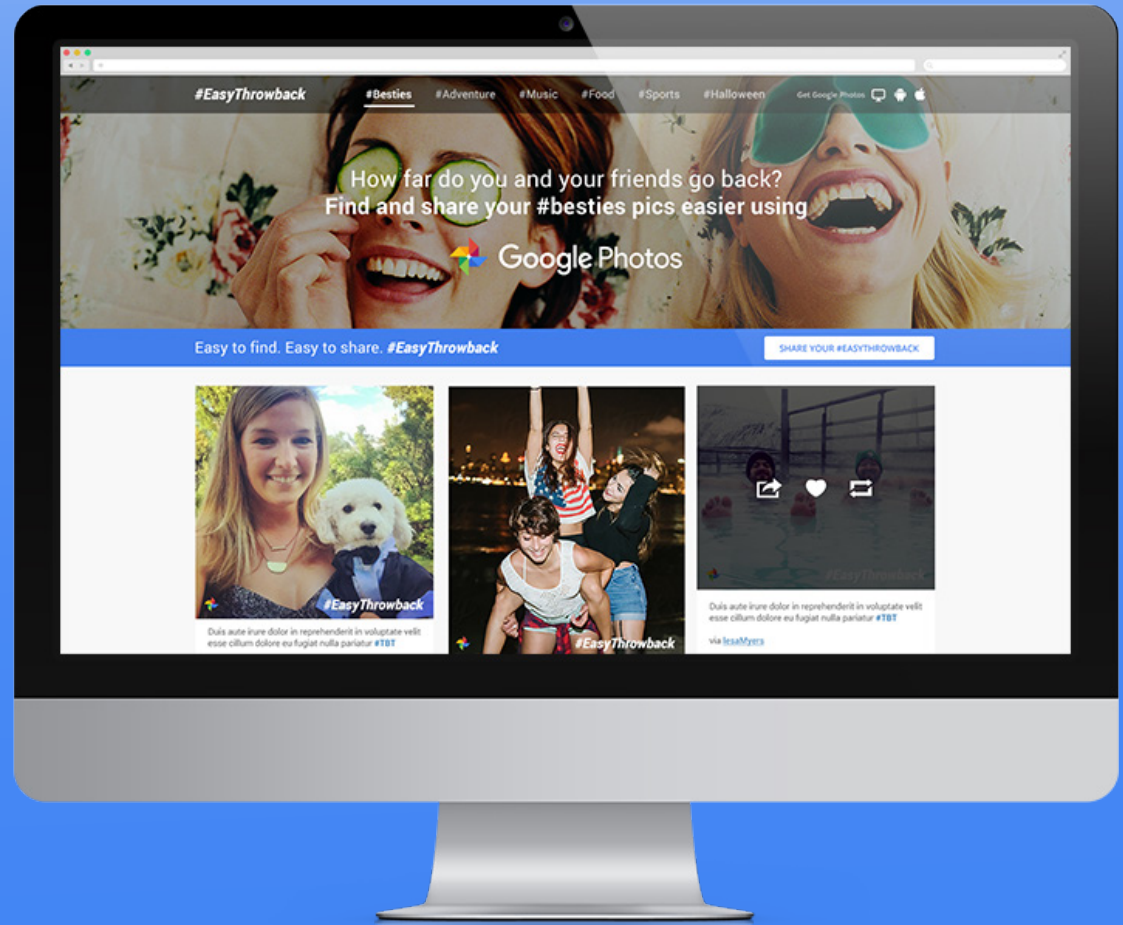 #EasyThrowback #Besties #Adventure #Music #Food #Sports #Halloween Get Google Photos
How far do you and your friends go back?
Find and share your #besties pics easier using
Google Photos
Easy to find. Easy to share. #EasyThrowback SHARE YOUR #EASYTHROWBACK
#EasyThrowback
Duis aute irure dolor in reprehenderit in voluptate velit
esse cillum dolore eu fugiat nulla pariatur #TBT
#EasyThrowback
#EasyThrowback
Duis aute irure dolor in reprehenderit in voluptate velit
esse cillum dolore eu fugiat nulla pariatur #TBT
via lesaMyers